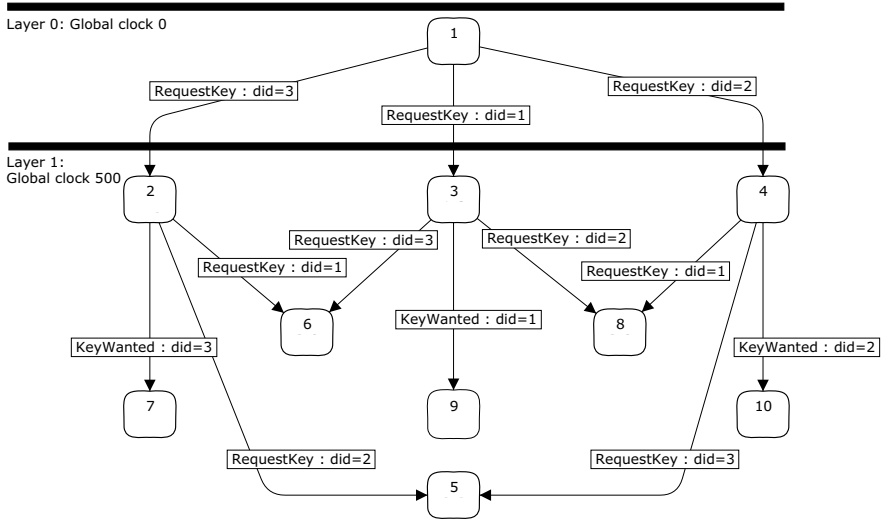 Layer 0: Global clock 0
1
RequestKey : did=3
RequestKey : did=1
RequestKey : did=2
Layer 1:
Global clock 500
2
3
4
RequestKey : did=1
RequestKey : did=3
RequestKey : did=2
RequestKey : did=1
6
8
KeyWanted : did=3
KeyWanted : did=1
KeyWanted : did=2
7
9
10
RequestKey : did=2
RequestKey : did=3
5